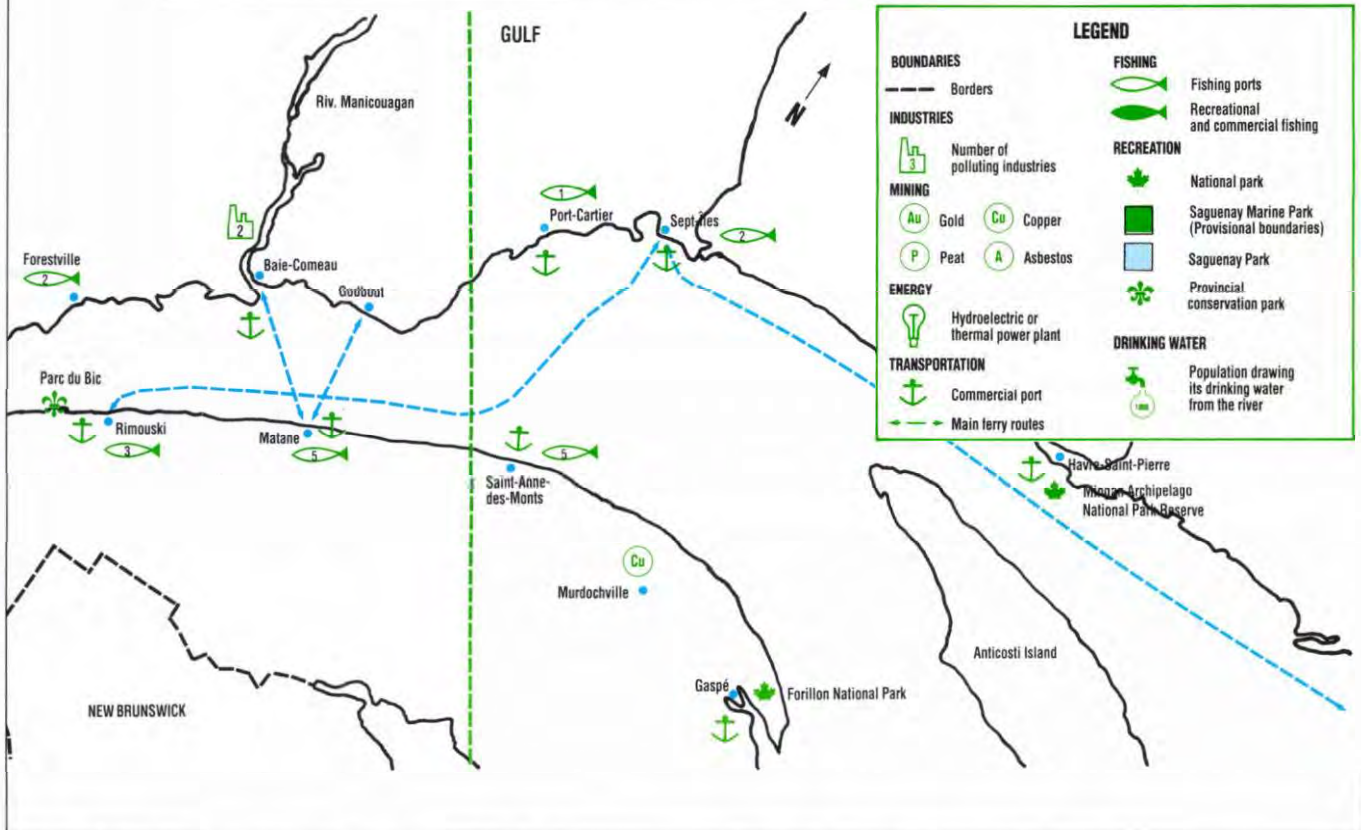 GULF
Riv. Manicouagan
N
2
Forestville
2
Baie-Comeau
Godbout
1
Port-Cartier
Sept-Îles
2
Parc du Bic
Rimouski
3
Matane
5
5
Saint-Anne-
des-Monts
Cu
Murdochville
Gaspé
Forillon National Park
NEW BRUNSWICK
Anticosti Island
Havre-Saint-Pierre
Mingan Archipelago
National Park Reserve
LEGEND
BOUNDARIES
Borders
INDUSTRIES
3
Number of
polluting industries
MINING
Au Gold Cu Copper
P Peat A Asbestos
ENERGY
Hydroelectric or
thermal power plant
TRANSPORTATION
Commercial port
Main ferry routes
FISHING
Fishing ports
Recreational
and commercial fishing
RECREATION
National park
Saguenay Marine Park
(Provisional boundaries)
Saguenay Park
Provincial
conservation park
DRINKING WATER
Population drawing
its drinking water
from the river